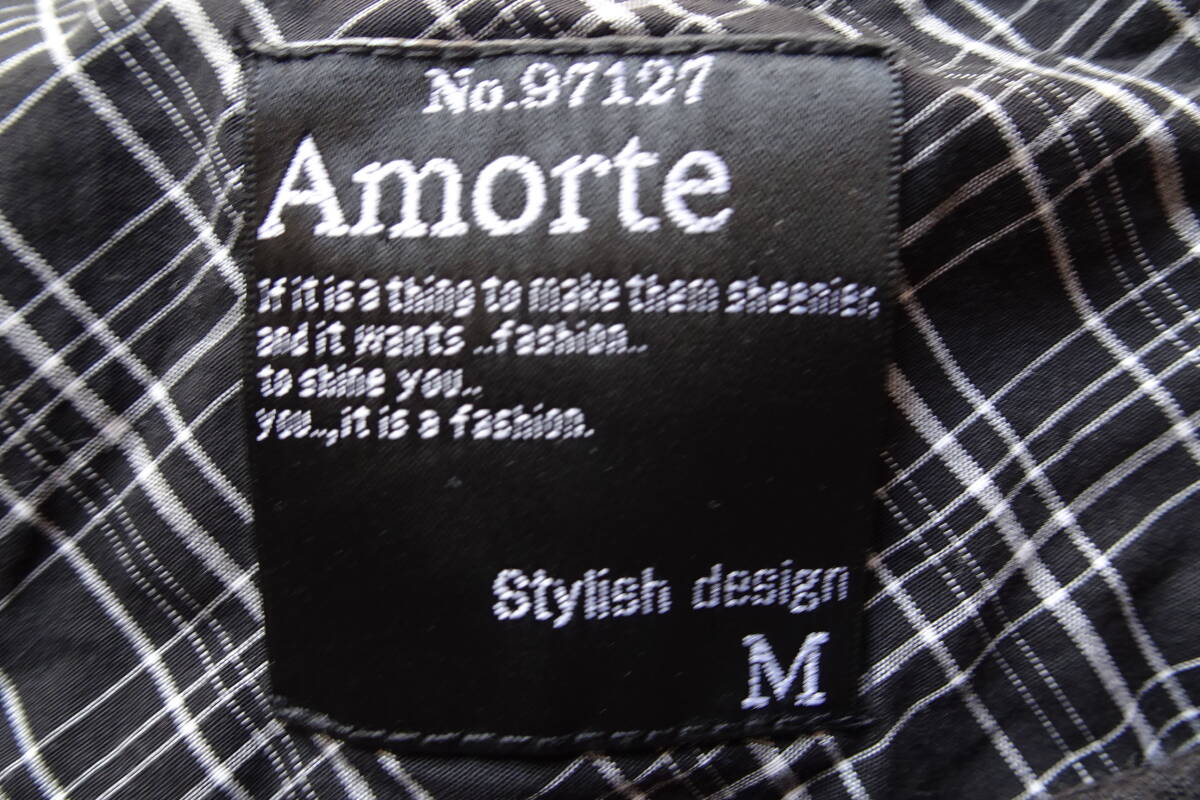 No.97127
Amorte
if it is a thing to make them sheenier,
and it wants ..fashion..
to shine you..
you..,it is a fashion.
Stylish design
M